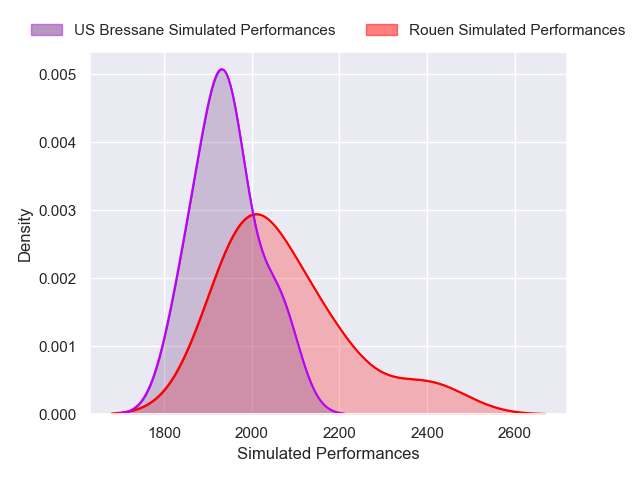 US Bressane Simulated Performances
Rouen Simulated Performances
0.005
0.004
0.003
0.002
0.001
0.000
Density
1800
2000
2200
2400
2600
Simulated Performances